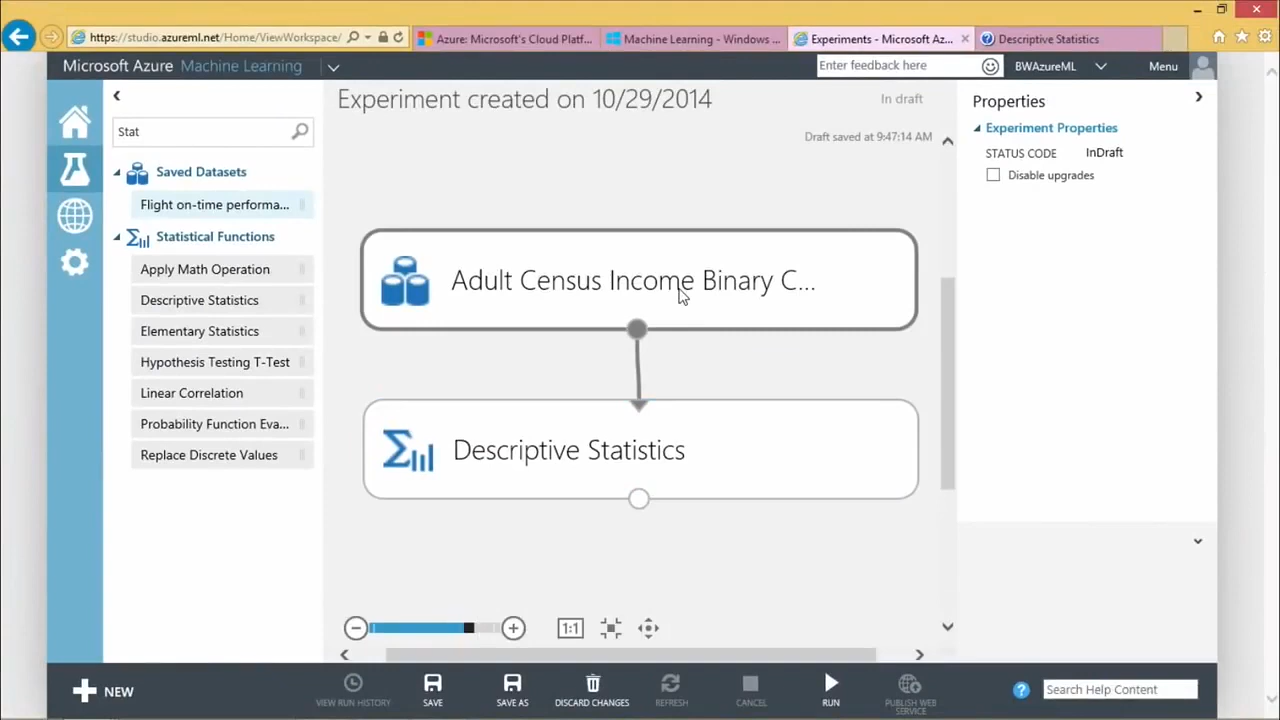 https://studio.azureml.net/Home/ViewWorkspace/
Azure: Microsoft's Cloud Platf...
Machine Learning - Windows ...
Experiments - Microsoft Az...
Descriptive Statistics
Microsoft Azure Machine Learning
Enter feedback here
BWAzureML
Menu
Stat
Saved Datasets
Flight on-time performa...
Statistical Functions
Apply Math Operation
Descriptive Statistics
Elementary Statistics
Hypothesis Testing T-Test
Linear Correlation
Probability Function Eva...
Replace Discrete Values
Experiment created on 10/29/2014
In draft
Draft saved at 9:47:14 AM
Adult Census Income Binary C...
Descriptive Statistics
1:1
Properties
Experiment Properties
STATUS CODE InDraft
Disable upgrades
NEW
VIEW RUN HISTORY
SAVE
SAVE AS
DISCARD CHANGES
REFRESH
CANCEL
RUN
PUBLISH WEB
SERVICE
Search Help Content